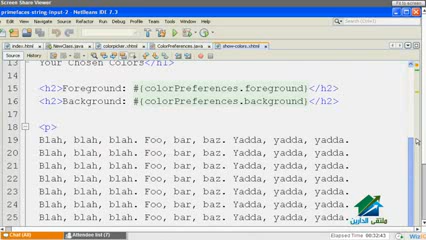 Screen Share Viewer
primefaces string input-2 - NetBeans IDE 7.3
File Edit View Navigate Source Refactor Run Debug Profile Team Tools Window Help
index.html NewClass.java colorpicker.xhtml ColorPreferences.java show-colors.xhtml
Source History
13 Your Chosen Colors</h1>
15 <h2>Foreground: #{colorPreferences.foreground}</h2>
16 <h2>Background: #{colorPreferences.background}</h2>
18 <p>
19 Blah, blah, blah. Foo, bar, baz. Yadda, yadda, yadda.
20 Blah, blah, blah. Foo, bar, baz. Yadda, yadda, yadda.
21 Blah, blah, blah. Foo, bar, baz. Yadda, yadda, yadda.
22 Blah, blah, blah. Foo, bar, baz. Yadda, yadda, yadda.
23 Blah, blah, blah. Foo, bar, baz. Yadda, yadda, yadda.
24 Blah, blah, blah. Foo, bar, baz. Yadda, yadda, yadda.
25 Blah, blah, blah. Foo, bar, baz. Yadda, yadda, yadda.
ملتقى الدارين
Chat (All) Attendee list (7) Elapsed Time: 00:32:43 WizIQ